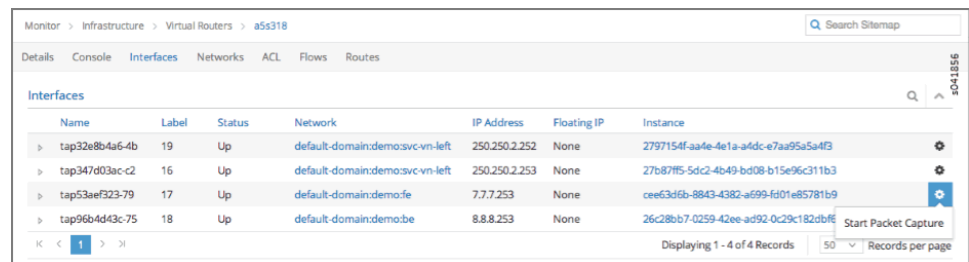 Monitor > Infrastructure > Virtual Routers > a5s318
Search Sitemap
Details Console Interfaces Networks ACL Flows Routes
s041856
Interfaces
Name Label Status Network IP Address Floating IP Instance
tap32e8b4a6-4b 19 Up default-domain:demo:svc-vn-left 250.250.2.252 None 2797154f-aa4e-4e1a-a4dc-e7aa95a5a4f3
tap347d03ac-c2 16 Up default-domain:demo:svc-vn-left 250.250.2.253 None 27b87ff5-5dc2-4b49-bd08-b15e96c311b3
tap53aef323-79 17 Up default-domain:demo:fe 7.7.7.253 None cee63d6b-8843-4382-a699-fd01e85781b9
tap96b4d43c-75 18 Up default-domain:demo:be 8.8.8.253 None 26c28bb7-0259-42ee-ad92-0c29c182dbf6
Start Packet Capture
1 Displaying 1 - 4 of 4 Records 50 Records per page